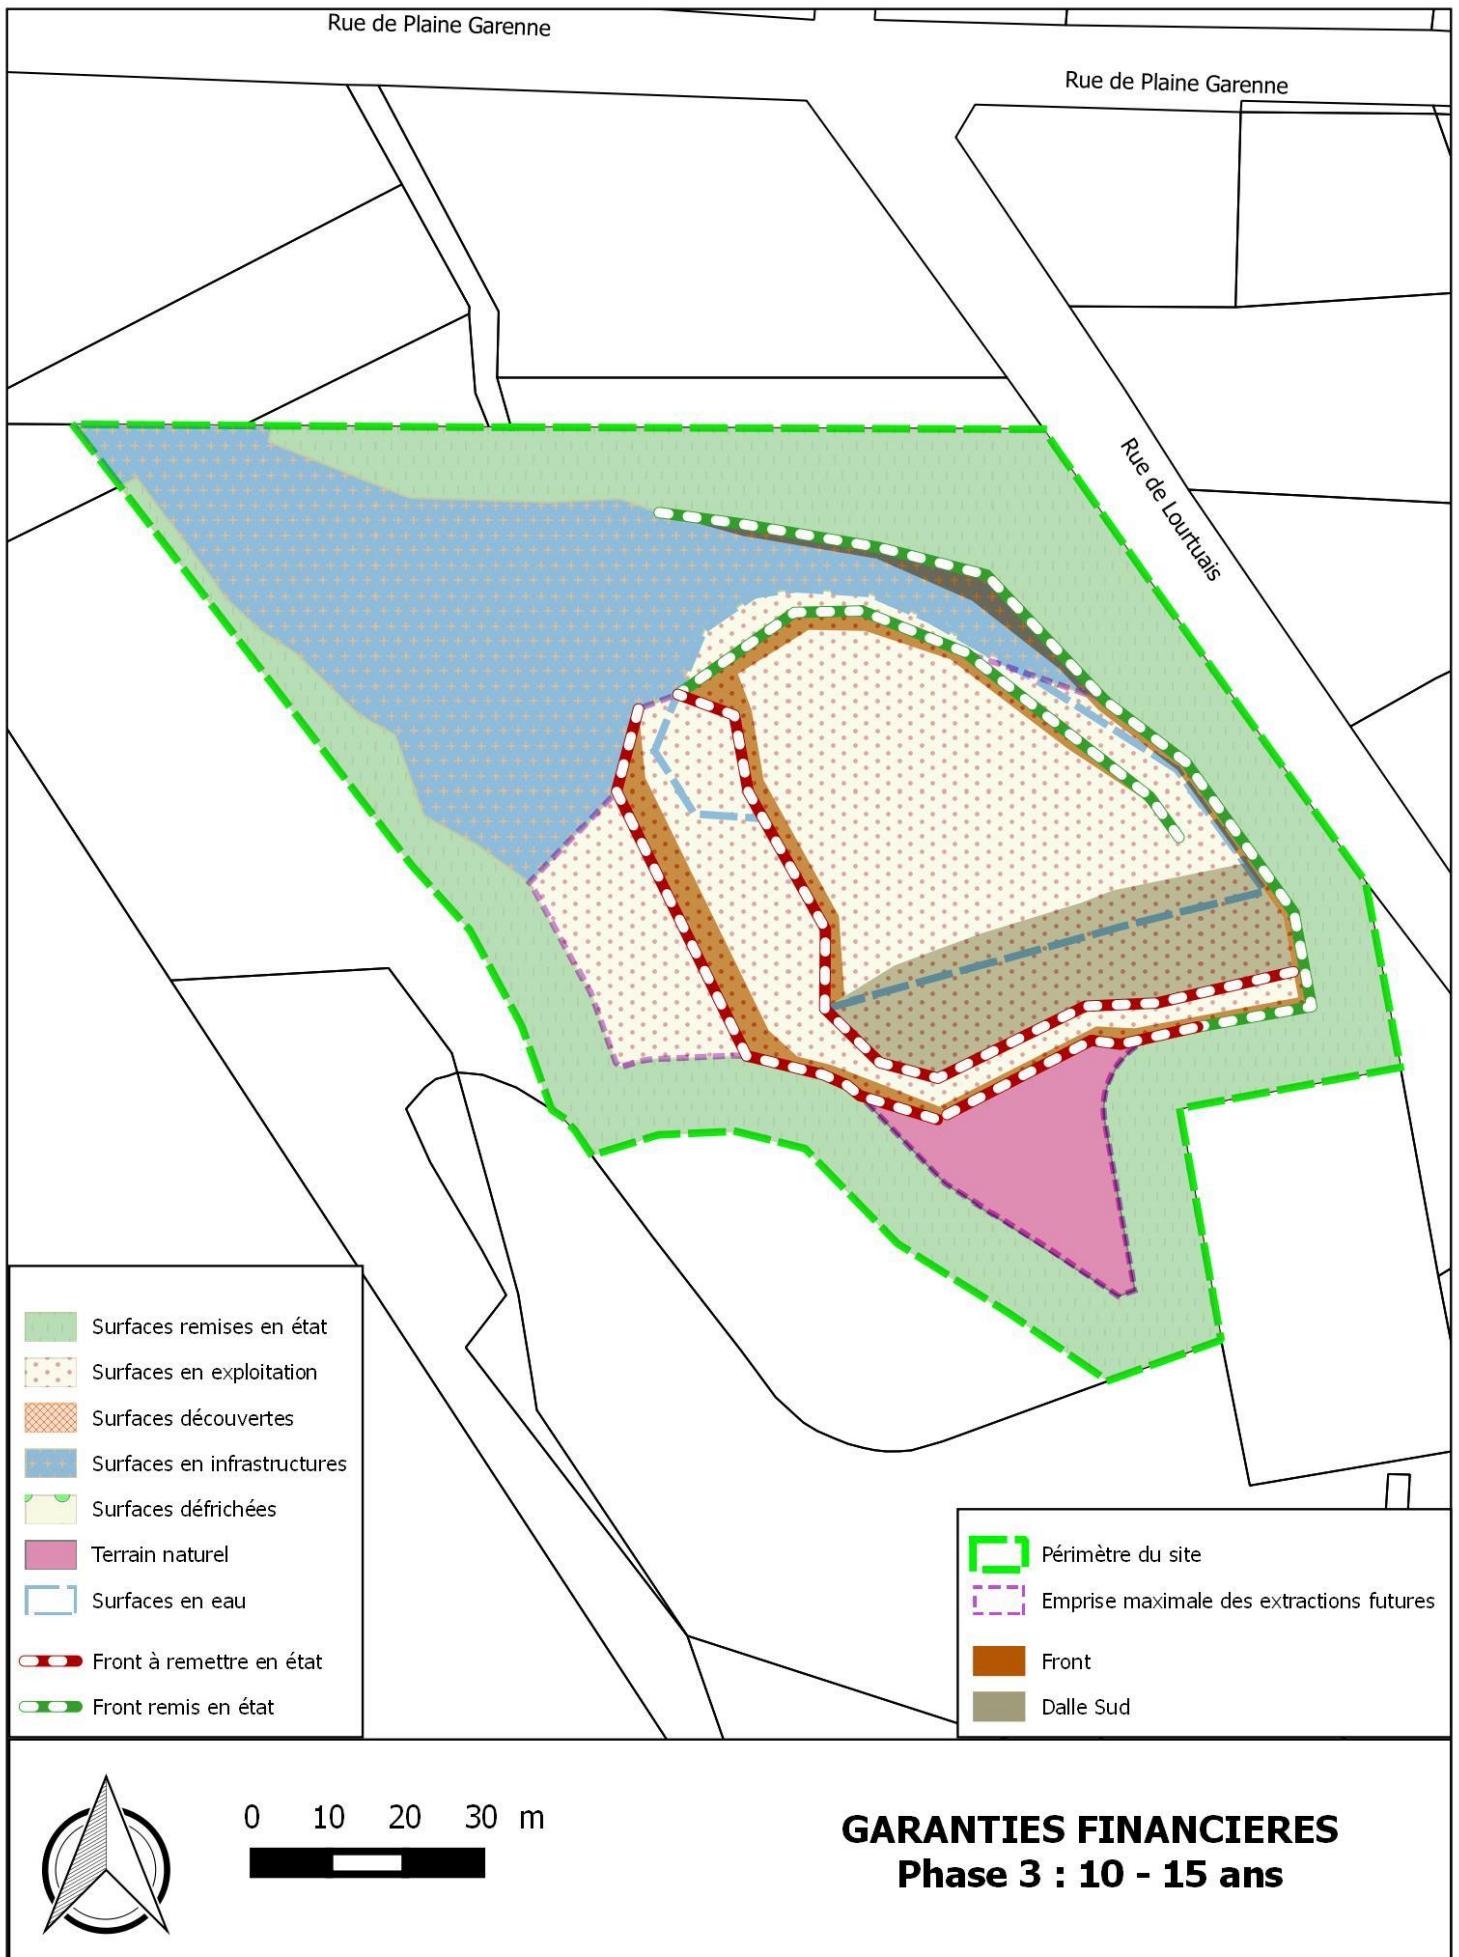 Rue de Plaine Garenne
Rue de Plaine Garenne
Rue de Lourtuais
Surfaces remises en état
Surfaces en exploitation
Surfaces découvertes
Surfaces en infrastructures
Surfaces défrichées
Terrain naturel
Surfaces en eau
Front à remettre en état
Front remis en état
Périmètre du site
Emprise maximale des extractions futures
Front
Dalle Sud
0 10 20 30 m
GARANTIES FINANCIERES
Phase 3 : 10 - 15 ans